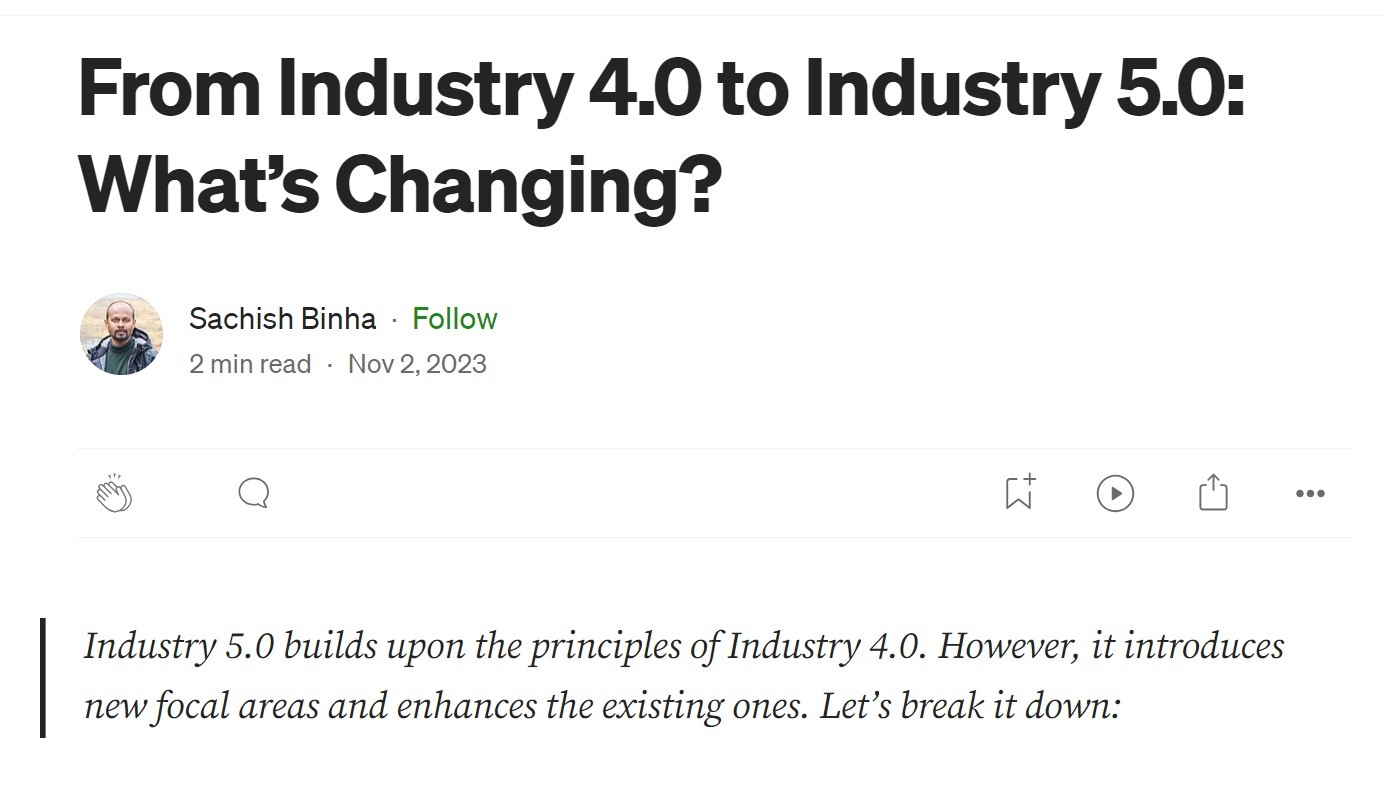 From Industry 4.0 to Industry 5.0:
What’s Changing?
Sachish Binha · Follow
2 min read · Nov 2, 2023
Industry 5.0 builds upon the principles of Industry 4.0. However, it introduces
new focal areas and enhances the existing ones. Let’s break it down: